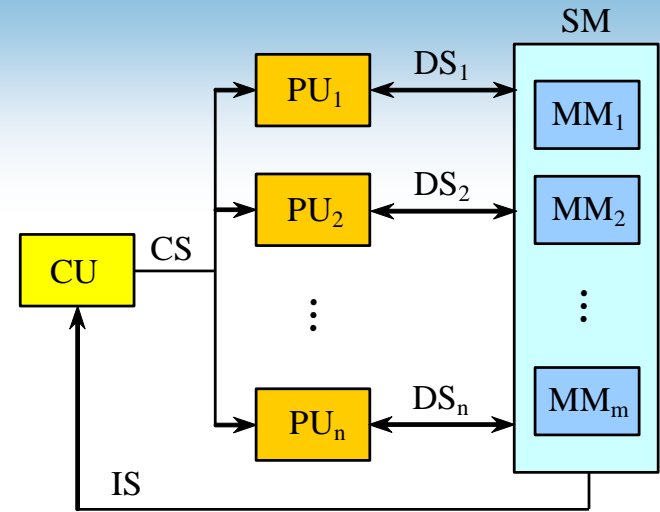 SM
DS₁
PU₁
MM₁
DS₂
PU₂
MM₂
CS
CU
⋮
⋮
DSₙ
PUₙ
MMₘ
IS